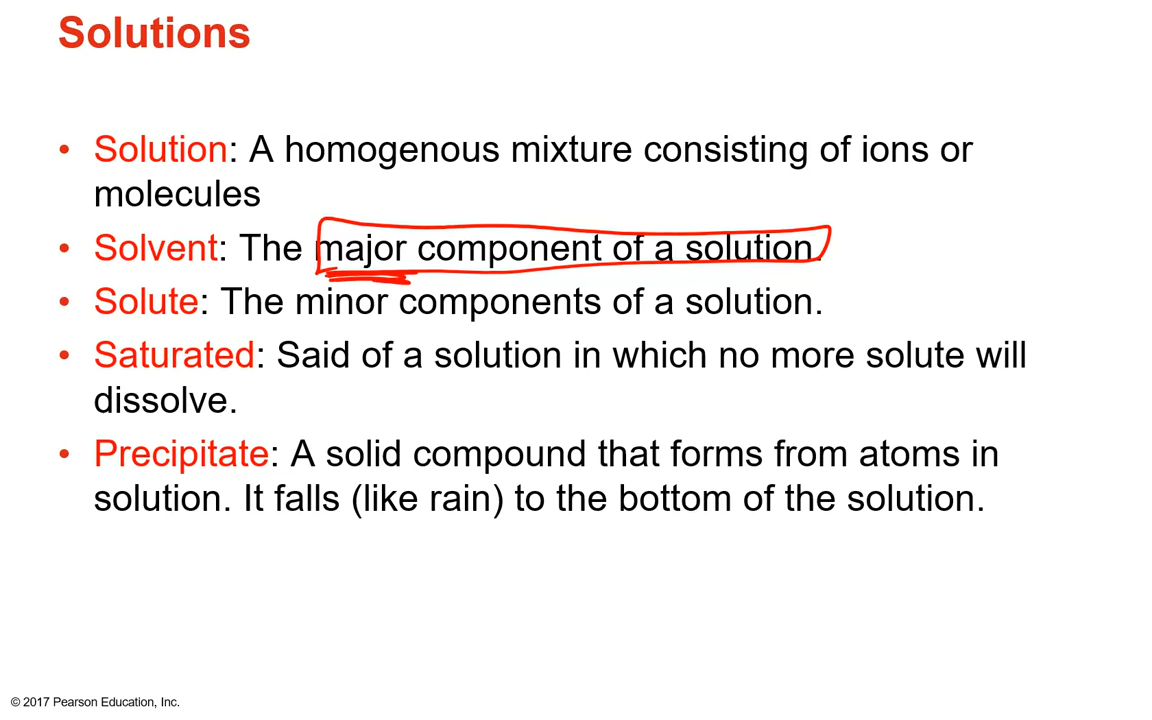 Solutions
• Solution: A homogenous mixture consisting of ions or
molecules
• Solvent: The major component of a solution.
• Solute: The minor components of a solution.
• Saturated: Said of a solution in which no more solute will
dissolve.
• Precipitate: A solid compound that forms from atoms in
solution. It falls (like rain) to the bottom of the solution.
© 2017 Pearson Education, Inc.